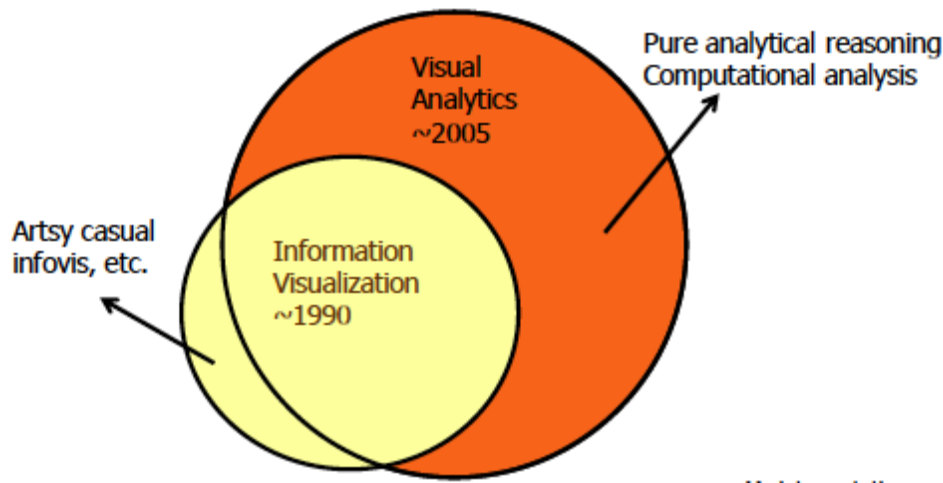 Visual
Analytics
~2005
Pure analytical reasoning
Computational analysis
Artsy casual
infovis, etc.
Information
Visualization
~1990